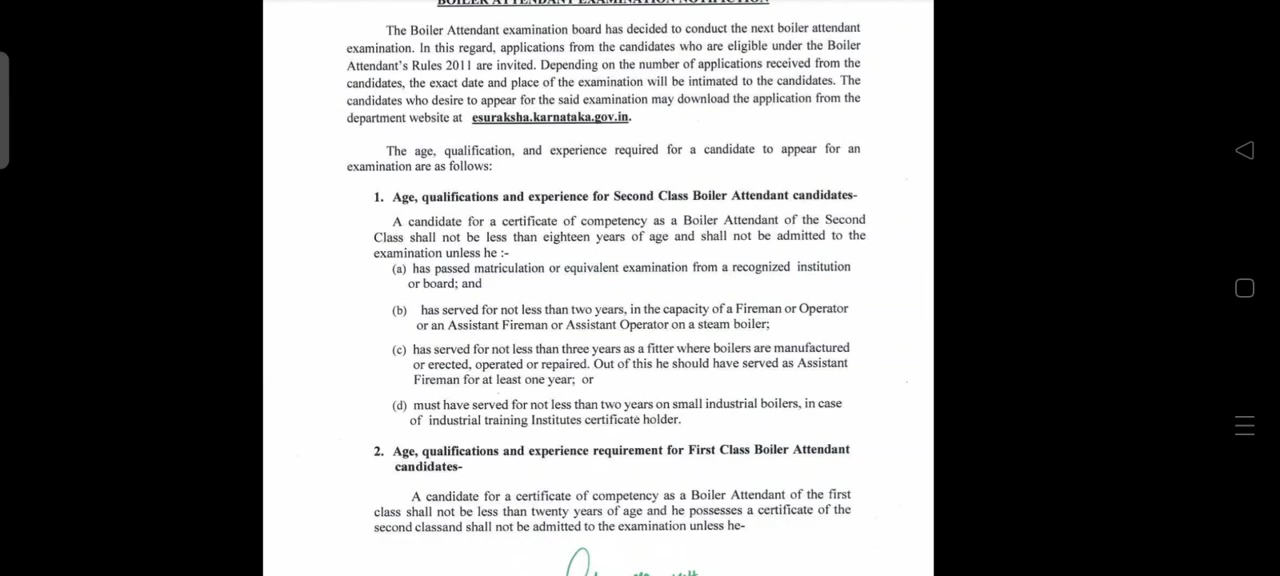 BOILER ATTENDANT EXAMINATION NOTIFICTION
The Boiler Attendant examination board has decided to conduct the next boiler attendant
examination. In this regard, applications from the candidates who are eligible under the Boiler
Attendant's Rules 2011 are invited. Depending on the number of applications received from the
candidates, the exact date and place of the examination will be intimated to the candidates. The
candidates who desire to appear for the said examination may download the application from the
department website at esuraksha.karnataka.gov.in.
The age, qualification, and experience required for a candidate to appear for an
examination are as follows:
1. Age, qualifications and experience for Second Class Boiler Attendant candidates-
A candidate for a certificate of competency as a Boiler Attendant of the Second
Class shall not be less than eighteen years of age and shall not be admitted to the
examination unless he :-
(a) has passed matriculation or equivalent examination from a recognized institution
or board; and
(b) has served for not less than two years, in the capacity of a Fireman or Operator
or an Assistant Fireman or Assistant Operator on a steam boiler;
(c) has served for not less than three years as a fitter where boilers are manufactured
or erected, operated or repaired. Out of this he should have served as Assistant
Fireman for at least one year; or
(d) must have served for not less than two years on small industrial boilers, in case
of industrial training Institutes certificate holder.
2. Age, qualifications and experience requirement for First Class Boiler Attendant
candidates-
A candidate for a certificate of competency as a Boiler Attendant of the first
class shall not be less than twenty years of age and he possesses a certificate of the
second classand shall not be admitted to the examination unless he-